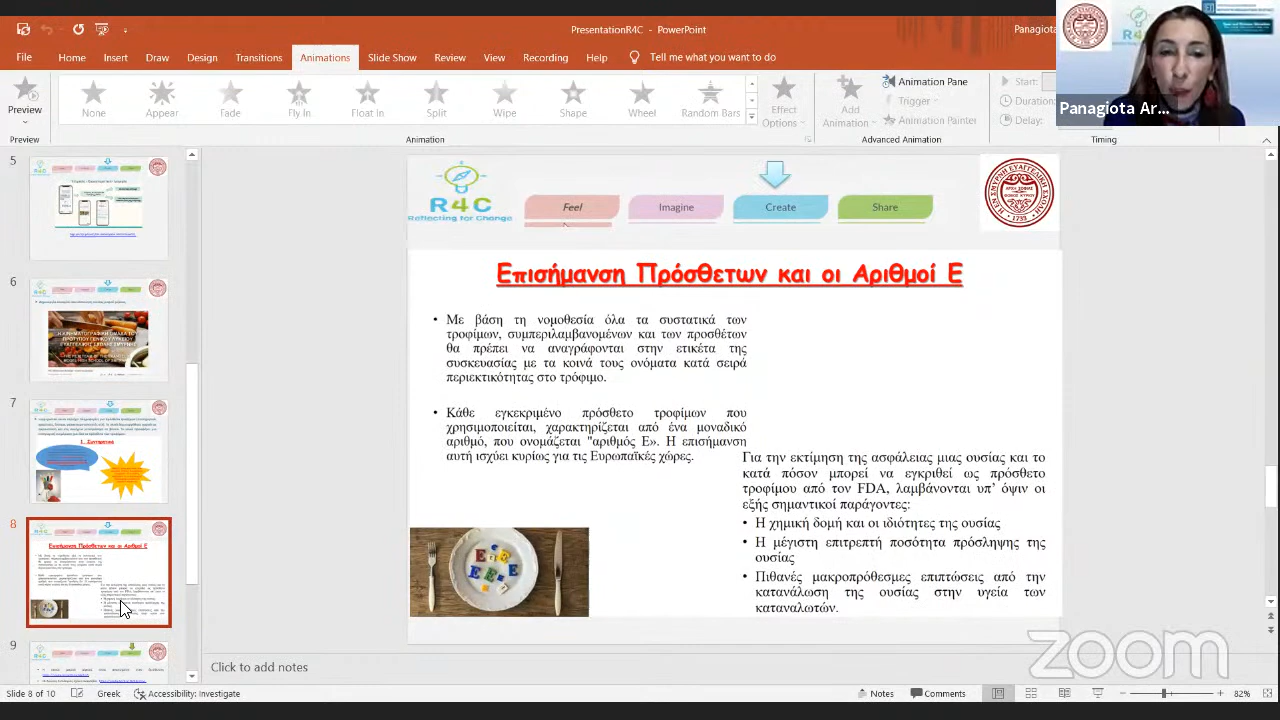 PresentationR4C - PowerPoint
Panagiota
File Home Insert Draw Design Transitions Animations Slide Show Review View Recording Help Tell me what you want to do
Preview
None Appear Fade Fly In Float In Split Wipe Shape Wheel Random Bars
Effect Options
Add Animation
Animation Pane
Trigger
Animation Painter
Start:
Duration:
Delay:
Preview Animation Advanced Animation Timing
Panagiota Ar...
5
6
7
8
9
R4C
Reflecting for Change
Feel Imagine Create Share
Επισήμανση Πρόσθετων και οι Αριθμοί Ε
• Με βάση τη νομοθεσία όλα τα συστατικά των
τροφίμων, συμπεριλαμβανομένων και των προσθέτων
θα πρέπει να αναγράφονται στην ετικέτα της
συσκευασίας με τα κοινά τους ονόματα κατά σειρά
περιεκτικότητας στο τρόφιμο.
• Κάθε εγκεκριμένο πρόσθετο τροφίμων που
χρησιμοποιείται χαρακτηρίζεται από ένα μοναδικό
αριθμό, που ονομάζεται "αριθμός Ε». Η επισήμανση
αυτή ισχύει κυρίως για τις Ευρωπαϊκές χώρες.
Για την εκτίμηση της ασφάλειας μιας ουσίας και το
κατά πόσον μπορεί να εγκριθεί ως πρόσθετο
τροφίμου από τον FDA, λαμβάνονται υπ’ όψιν οι
εξής σημαντικοί παράγοντες:
• Η χημική δομή και οι ιδιότητες της ουσίας
• Η μέγιστη επιτρεπτή ποσότητα πρόσληψης της
ουσίας
κατανάλωσης της ουσίας στην υγεία των
καταναλωτών.
Click to add notes
zoom
Slide 8 of 10 Greek Accessibility: Investigate Notes Comments 82%